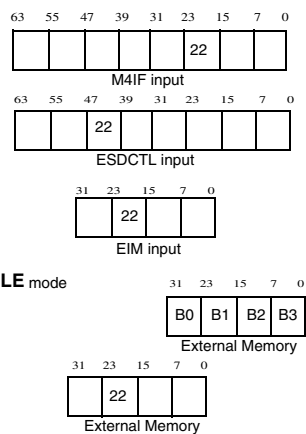 63 55 47 39 31 23 15 7 0
22
M4IF input
63 55 47 39 31 23 15 7 0
22
ESDCTL input
31 23 15 7 0
22
EIM input
LE mode
31 23 15 7 0
B0 B1 B2 B3
External Memory
31 23 15 7 0
22
External Memory